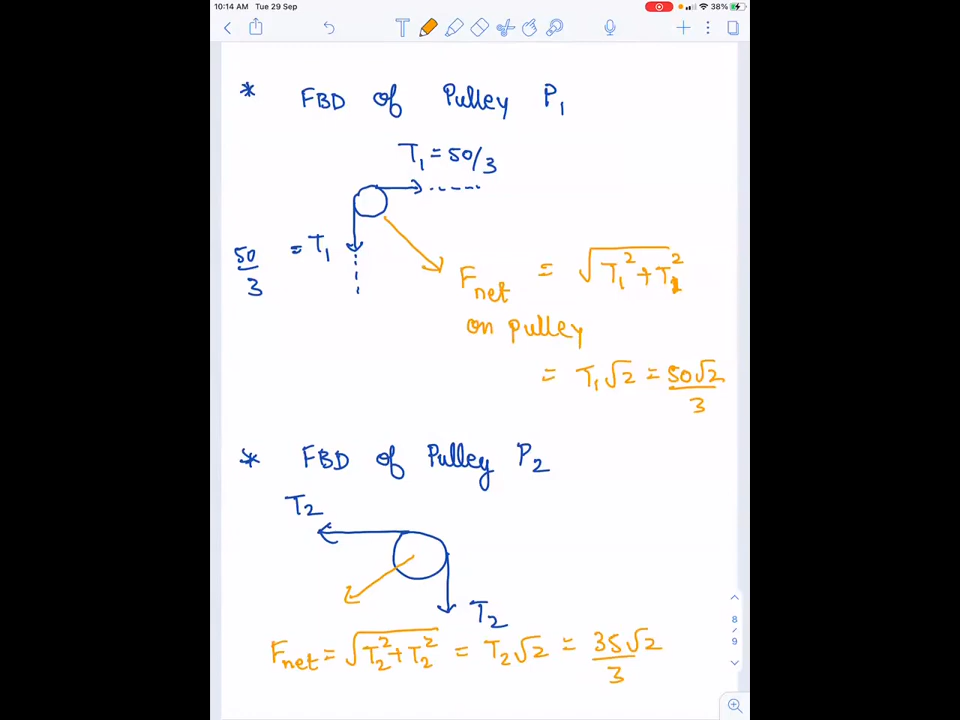 10:14 AM Tue 29 Sep
38%
* FBD of Pulley P₁
T₁ = 50/3
50/3 = T₁
Fnet = √T₁²+T₁²
on pulley
= T₁√2 = 50√2/3
* FBD of Pulley P₂
T₂
T₂
Fnet = √T₂²+T₂² = T₂√2 = 35√2/3
8/9